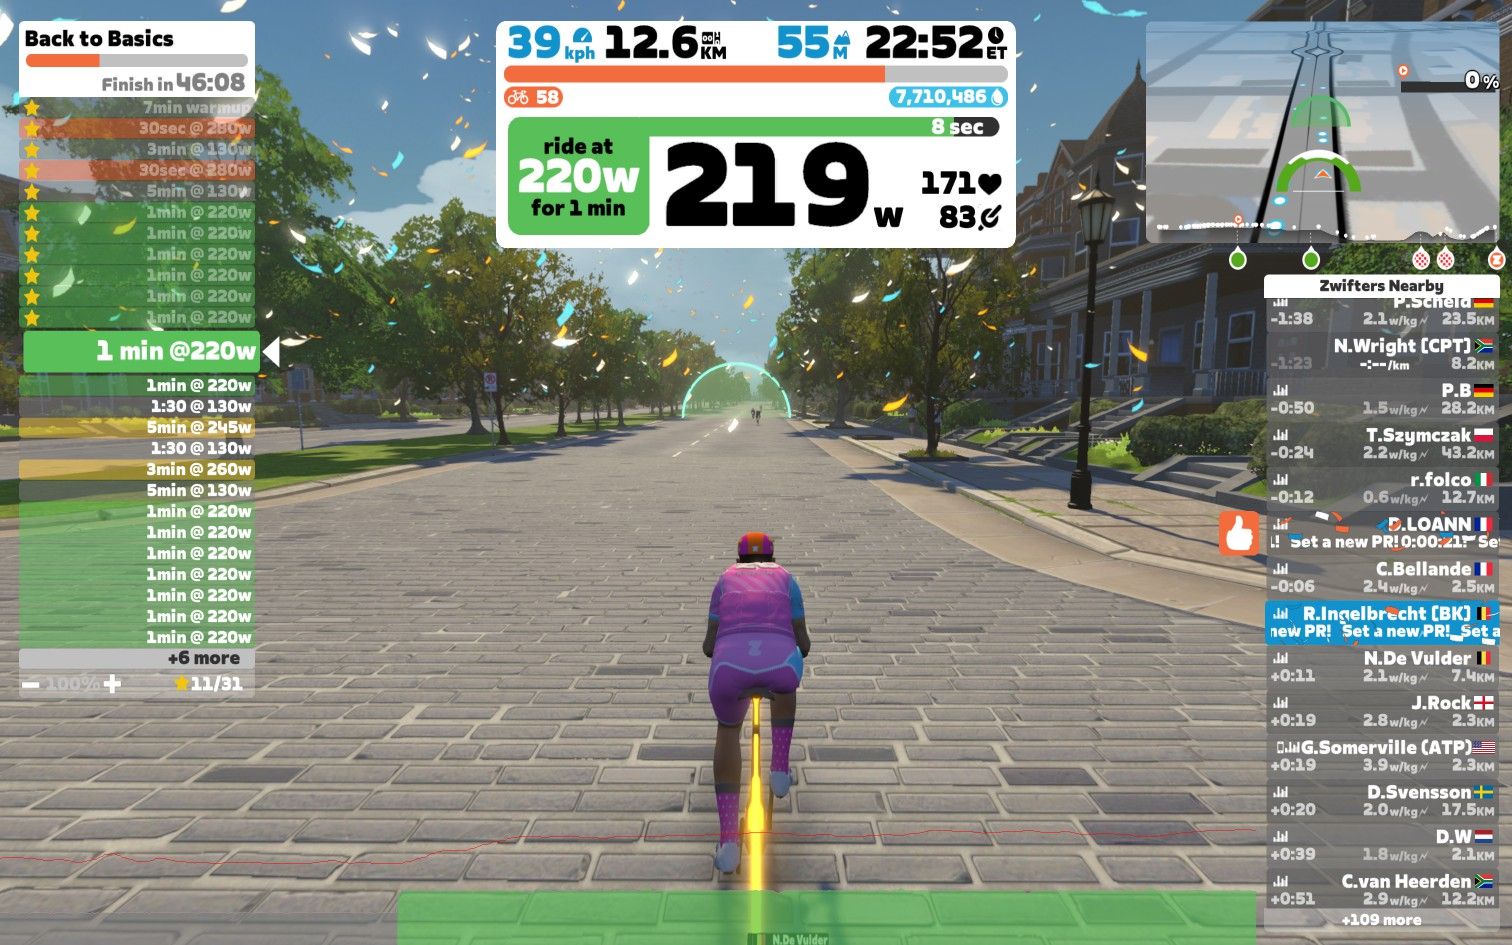 Back to Basics
Finish in 46:08
7min warmup
30sec @ 280w
3min @ 130w
30sec @ 280w
5min @ 130w
1min @ 220w
1min @ 220w
1min @ 220w
1min @ 220w
1min @ 220w
1min @ 220w
1 min @220w
1min @ 220w
1:30 @ 130w
5min @ 245w
1:30 @ 130w
3min @ 260w
5min @ 130w
1min @ 220w
1min @ 220w
1min @ 220w
1min @ 220w
1min @ 220w
1min @ 220w
1min @ 220w
+6 more
100%
11/31
39 kph 12.6 KM 55 M 22:52 ET
58 7,710,486
8 sec
ride at
220w
for 1 min
219 w
171
83
0 %
Zwifters Nearby
P.Scheld
-1:38 2.1w/kg 23.5KM
N.Wright (CPT)
-1:23 -:--/km 8.2KM
P.B
-0:50 1.5w/kg 28.2KM
T.Szymczak
-0:24 2.2w/kg 43.2KM
r.folco
-0:12 0.6w/kg 12.7KM
D.LOANN
! Set a new PR! 0:00:21! Se
C.Bellande
-0:06 2.4w/kg 2.5KM
R.Ingelbrecht (BK)
new PR! Set a new PR! Set a
N.De Vulder
+0:11 2.1w/kg 7.4KM
J.Rock
+0:19 2.8w/kg 2.3KM
G.Somerville (ATP)
+0:19 3.9w/kg 2.3KM
D.Svensson
+0:20 2.0w/kg 17.5KM
D.W
+0:39 1.8w/kg 2.1KM
C.van Heerden
+0:51 2.9w/kg 12.2KM
+109 more
N.De Vulder